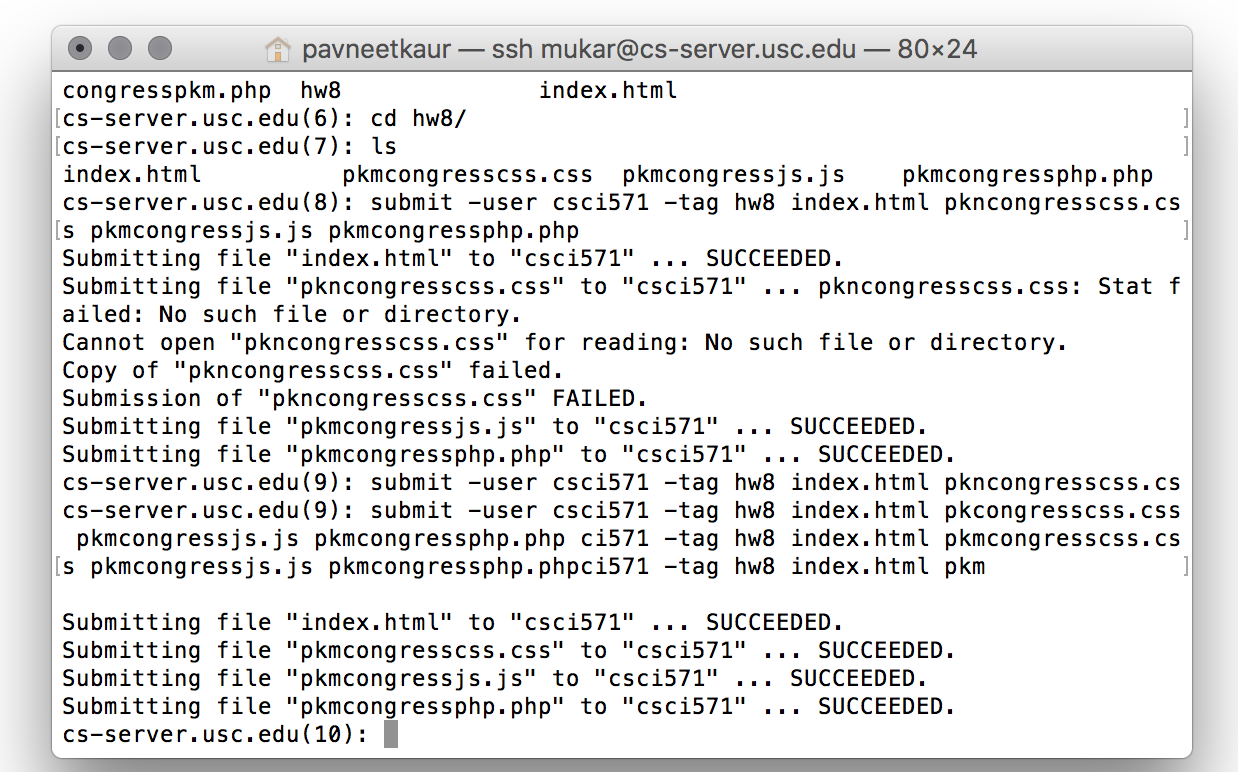 pavneetkaur — ssh mukar@cs-server.usc.edu — 80×24
congresspkm.php  hw8              index.html
[cs-server.usc.edu(6): cd hw8/                                                  ]
[cs-server.usc.edu(7): ls                                                       ]
index.html          pkmcongresscss.css  pkmcongressjs.js    pkmcongressphp.php
cs-server.usc.edu(8): submit -user csci571 -tag hw8 index.html pkncongresscss.cs
[s pkmcongressjs.js pkmcongressphp.php                                           ]
Submitting file "index.html" to "csci571" ... SUCCEEDED.
Submitting file "pkncongresscss.css" to "csci571" ... pkncongresscss.css: Stat f
ailed: No such file or directory.
Cannot open "pkncongresscss.css" for reading: No such file or directory.
Copy of "pkncongresscss.css" failed.
Submission of "pkncongresscss.css" FAILED.
Submitting file "pkmcongressjs.js" to "csci571" ... SUCCEEDED.
Submitting file "pkmcongressphp.php" to "csci571" ... SUCCEEDED.
cs-server.usc.edu(9): submit -user csci571 -tag hw8 index.html pkncongresscss.cs
cs-server.usc.edu(9): submit -user csci571 -tag hw8 index.html pkcongresscss.css
 pkmcongressjs.js pkmcongressphp.php ci571 -tag hw8 index.html pkmcongresscss.cs
[s pkmcongressjs.js pkmcongressphp.phpci571 -tag hw8 index.html pkm              ]
Submitting file "index.html" to "csci571" ... SUCCEEDED.
Submitting file "pkmcongresscss.css" to "csci571" ... SUCCEEDED.
Submitting file "pkmcongressjs.js" to "csci571" ... SUCCEEDED.
Submitting file "pkmcongressphp.php" to "csci571" ... SUCCEEDED.
cs-server.usc.edu(10):